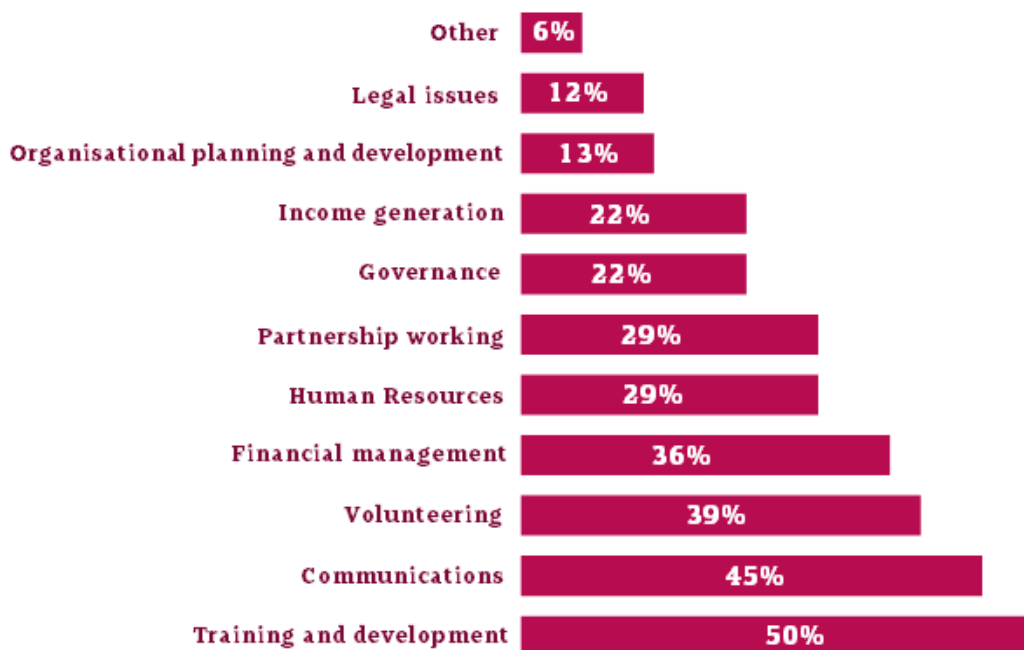 Other 6%
Legal issues 12%
Organisational planning and development 13%
Income generation 22%
Governance 22%
Partnership working 29%
Human Resources 29%
Financial management 36%
Volunteering 39%
Communications 45%
Training and development 50%